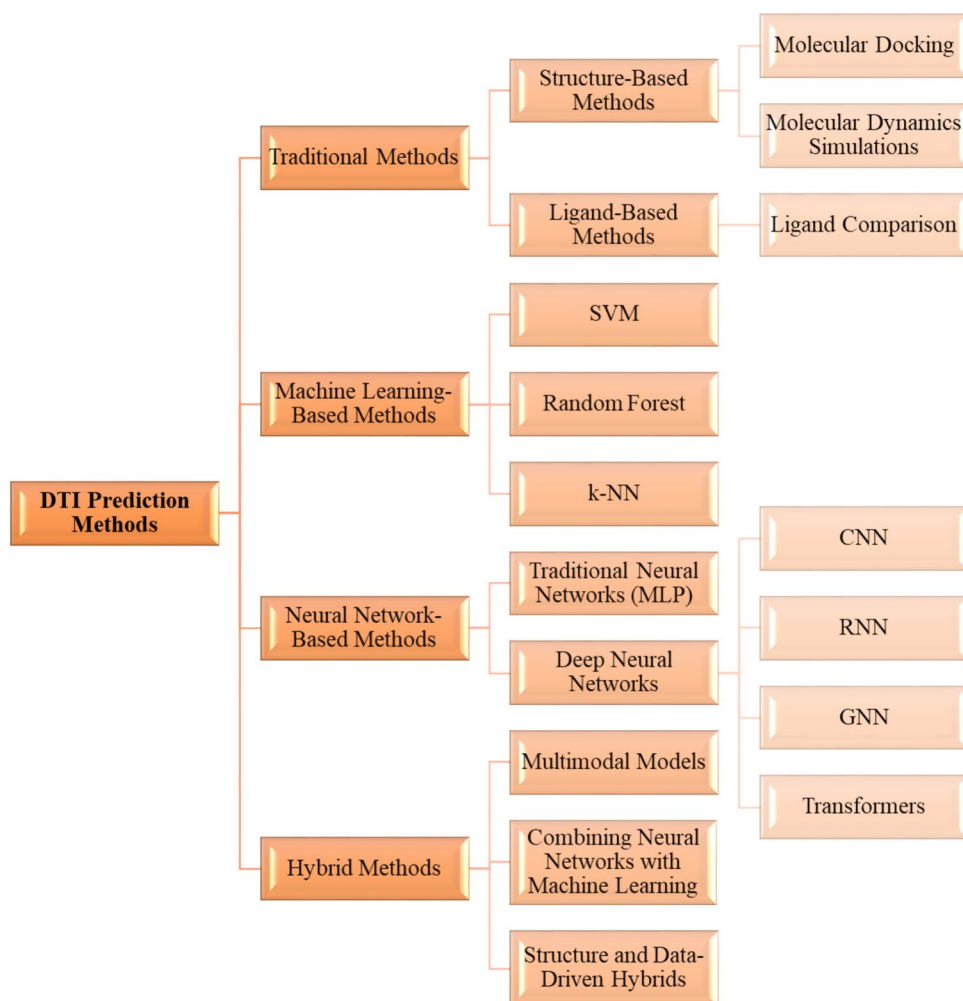 DTI Prediction
Methods
Traditional Methods
Structure-Based
Methods
Molecular Docking
Molecular Dynamics
Simulations
Ligand-Based
Methods
Ligand Comparison
Machine Learning-
Based Methods
SVM
Random Forest
k-NN
Neural Network-
Based Methods
Traditional Neural
Networks (MLP)
Deep Neural
Networks
CNN
RNN
GNN
Transformers
Hybrid Methods
Multimodal Models
Combining Neural
Networks with
Machine Learning
Structure and Data-
Driven Hybrids